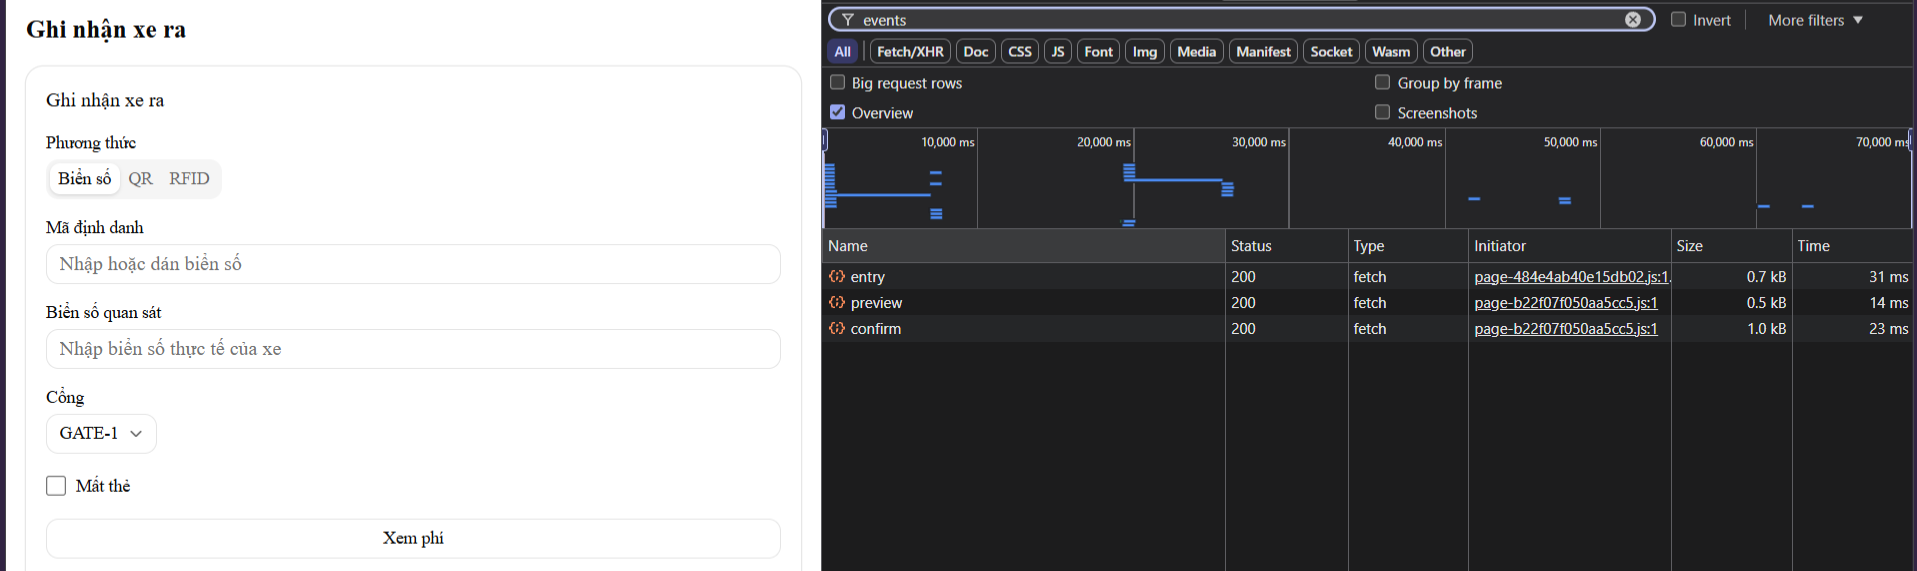 Ghi nhận xe ra
Ghi nhận xe ra
Phương thức
Biển số QR RFID
Mã định danh
Nhập hoặc dán biển số
Biển số quan sát
Nhập biển số thực tế của xe
Cổng
GATE-1
Mất thẻ
Xem phí
events
Invert
More filters
All Fetch/XHR Doc CSS JS Font Img Media Manifest Socket Wasm Other
Big request rows
Group by frame
Overview
Screenshots
10,000 ms 20,000 ms 30,000 ms 40,000 ms 50,000 ms 60,000 ms 70,000 ms
Name Status Type Initiator Size Time
entry 200 fetch page-484e4ab40e15db02.js:1 0.7 kB 31 ms
preview 200 fetch page-b22f07f050aa5cc5.js:1 0.5 kB 14 ms
confirm 200 fetch page-b22f07f050aa5cc5.js:1 1.0 kB 23 ms